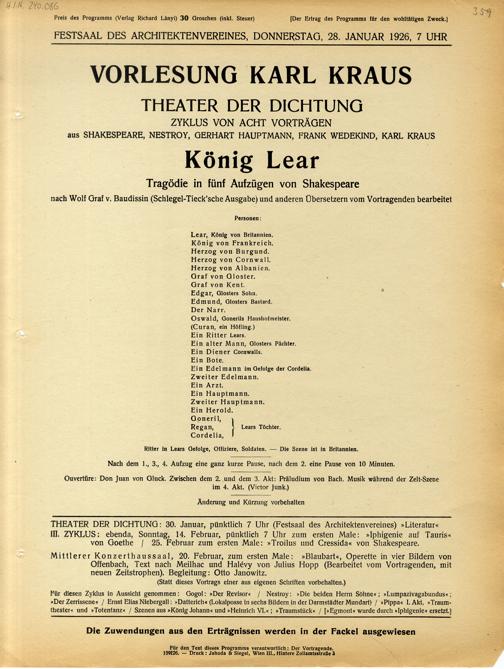 H.I.N. 240.086
359
Preis des Programms (Verlag Richard Lányi) 30 Groschen (inkl. Steuer) [Der Ertrag des Programms für den wohltätigen Zweck.]
FESTSAAL DES ARCHITEKTENVEREINES, DONNERSTAG, 28. JANUAR 1926, 7 UHR
VORLESUNG KARL KRAUS
THEATER DER DICHTUNG
ZYKLUS VON ACHT VORTRÄGEN
aus SHAKESPEARE, NESTROY, GERHART HAUPTMANN, FRANK WEDEKIND, KARL KRAUS
König Lear
Tragödie in fünf Aufzügen von Shakespeare
nach Wolf Graf v. Baudissin (Schlegel-Tieck'sche Ausgabe) und anderen Übersetzern vom Vortragenden bearbeitet
Personen:
Lear, König von Britannien.
König von Frankreich.
Herzog von Burgund.
Herzog von Cornwall.
Herzog von Albanien.
Graf von Gloster.
Graf von Kent.
Edgar, Glosters Sohn.
Edmund, Glosters Bastard.
Der Narr.
Oswald, Gonerils Haushofmeister.
(Curan, ein Höfling.)
Ein Ritter Lears.
Ein alter Mann, Glosters Pächter.
Ein Diener Cornwalls.
Ein Bote.
Ein Edelmann im Gefolge der Cordelia.
Zweiter Edelmann.
Ein Arzt.
Ein Hauptmann.
Zweiter Hauptmann.
Ein Herold.
Goneril,
Regan, Lears Töchter.
Cordelia,
Ritter in Lears Gefolge, Offiziere, Soldaten. — Die Szene ist in Britannien.
Nach dem 1., 3., 4. Aufzug eine ganz kurze Pause, nach dem 2. eine Pause von 10 Minuten.
Ouvertüre: Don Juan von Gluck. Zwischen dem 2. und dem 3. Akt: Präludium von Bach. Musik während der Zelt-Szene
im 4. Akt. (Victor Junk.)
Änderung und Kürzung vorbehalten
THEATER DER DICHTUNG: 30. Januar, pünktlich 7 Uhr (Festsaal des Architektenvereines) »Literatur«
III. ZYKLUS: ebenda, Sonntag, 14. Februar, pünktlich 7 Uhr zum ersten Male: »Iphigenie auf Tauris«
von Goethe / 25. Februar zum ersten Male: »Troilus und Cressida« von Shakespeare.
Mittlerer Konzerthaussaal, 20. Februar, zum ersten Male: »Blaubart«, Operette in vier Bildern von
Offenbach, Text nach Meilhac und Halévy von Julius Hopp (Bearbeitet vom Vortragenden, mit
neuen Zeitstrophen). Begleitung: Otto Janowitz.
(Statt dieses Vortrags einer aus eigenen Schriften vorbehalten.)
Für diesen Zyklus in Aussicht genommen: Gogol: »Der Revisor« / Nestroy: »Die beiden Herrn Söhne«; »Lumpazivagabundus«;
»Der Zerrissene« / Ernst Elias Niebergall: »Datterich« (Lokalposse in sechs Bildern in der Darmstädter Mundart) / »Pippa« I. Akt, »Traum-
theater« und »Totentanz« / Szenen aus »König Johann« und »Heinrich VI.«; »Traumstück« / [»Egmont« wurde durch »Iphigenie« ersetzt.]
Die Zuwendungen aus den Erträgnissen werden in der Fackel ausgewiesen
Für den Text dieses Programms verantwortlich: Der Vortragende.
159I26. — Druck: Jahoda & Siegel, Wien III., Hintere Zollamtsstraße 3